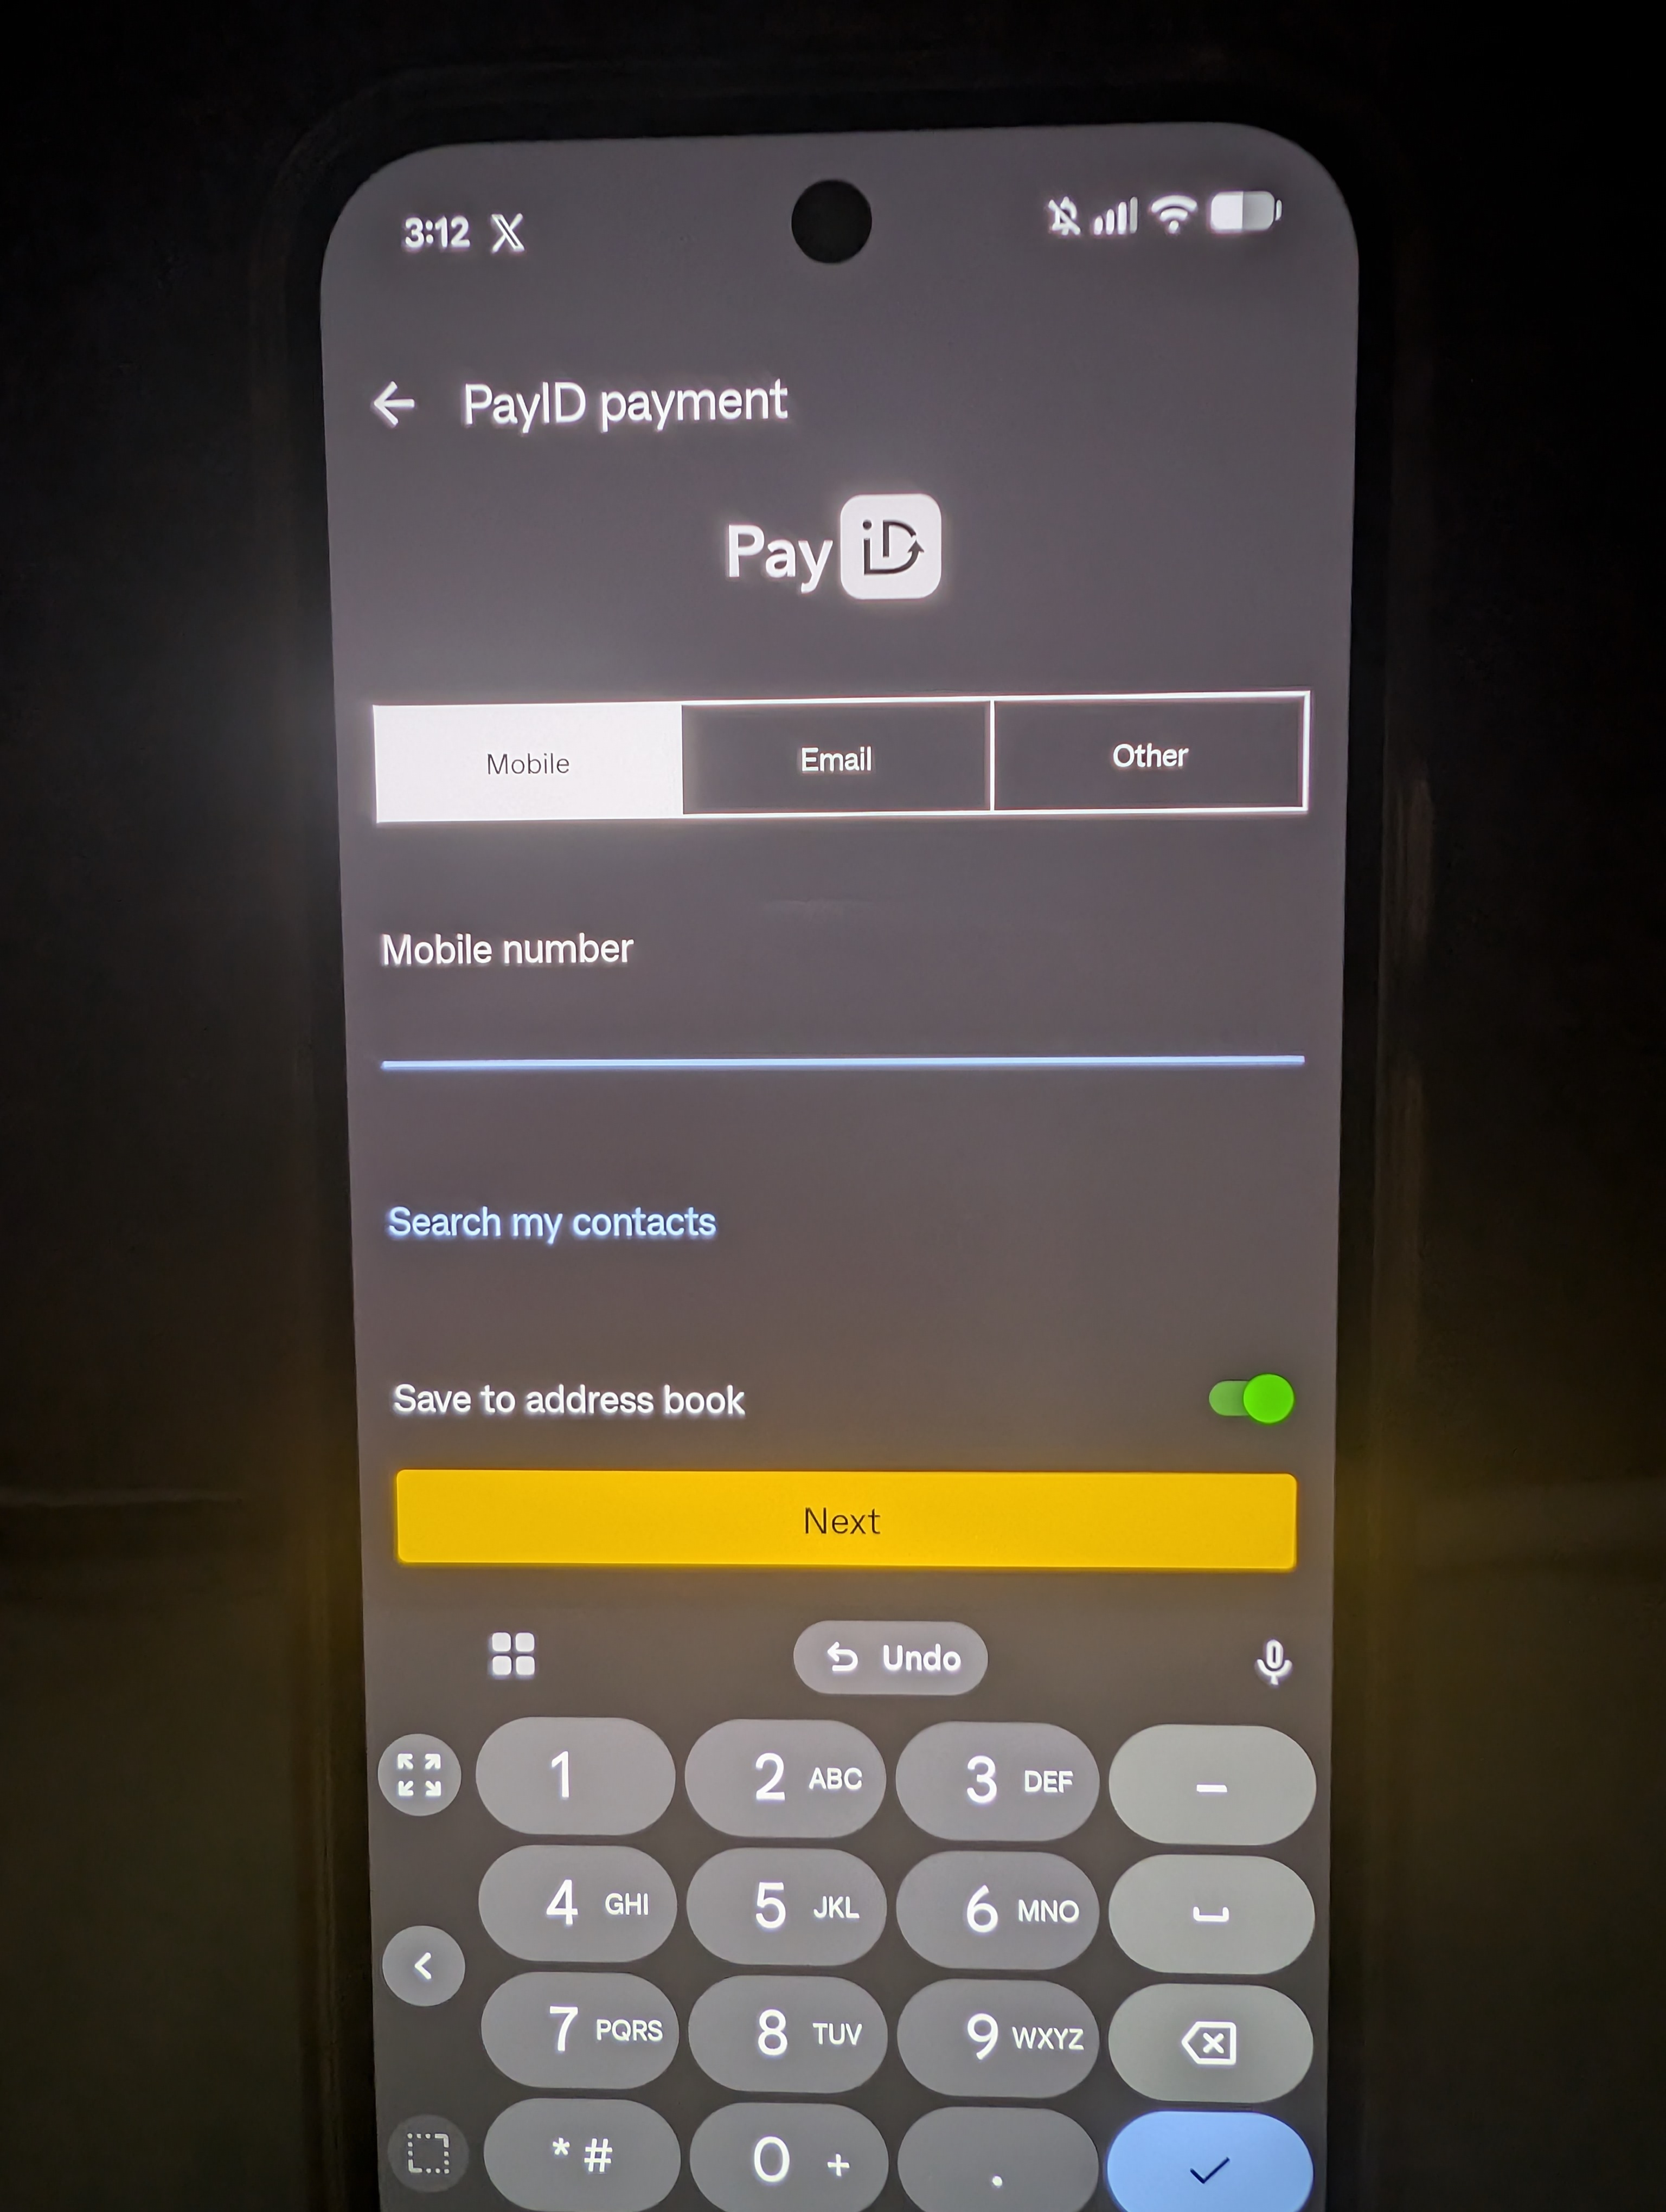 3:12 X
PayID payment
Pay iD
Mobile Email Other
Mobile number
Search my contacts
Save to address book
Next
Undo
1 2 ABC 3 DEF –
4 GHI 5 JKL 6 MNO
7 PQRS 8 TUV 9 WXYZ
* # 0 + .